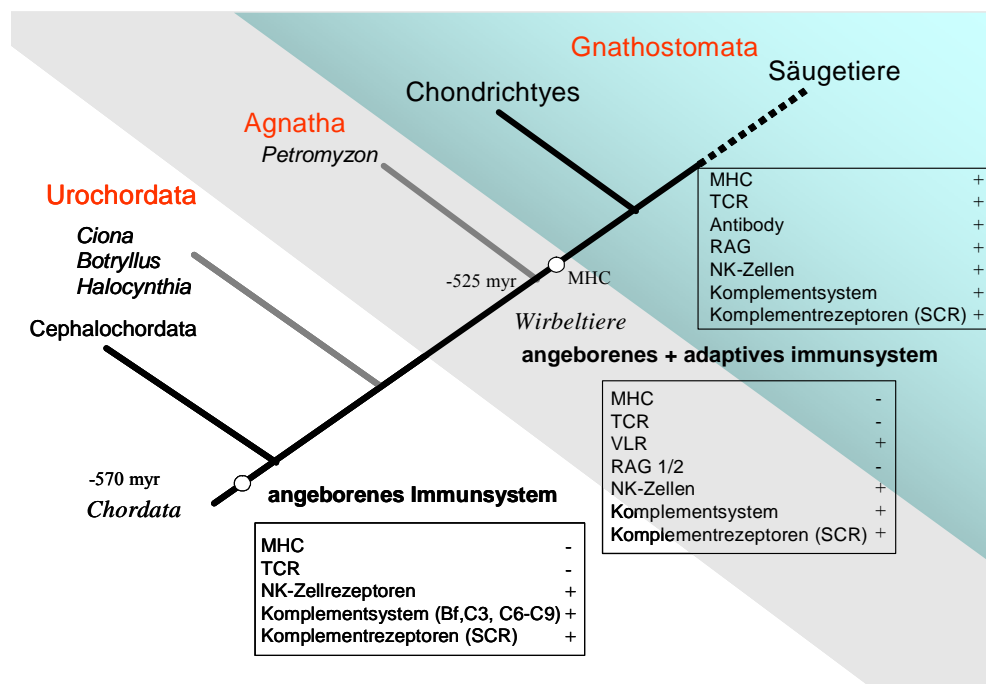 Gnathostomata
Säugetiere
Chondrichtyes
Agnatha
Petromyzon
Urochordata
Ciona
Botryllus
Halocynthia
Cephalochordata
-525 myr
MHC
Wirbeltiere
MHC +
TCR +
Antibody +
RAG +
NK-Zellen +
Komplementsystem +
Komplementrezeptoren (SCR) +
angeborenes + adaptives immunsystem
MHC -
TCR -
VLR +
RAG 1/2 -
NK-Zellen +
Komplementsystem +
Komplementrezeptoren (SCR) +
-570 myr
Chordata
angeborenes Immunsystem
MHC -
TCR -
NK-Zellrezeptoren +
Komplementsystem (Bf,C3, C6-C9) +
Komplementrezeptoren (SCR) +